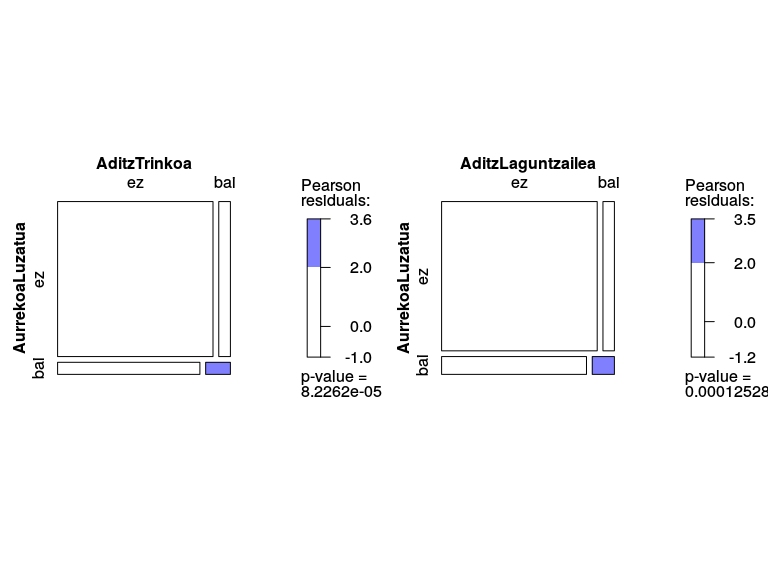 AditzTrinkoa
ez bai
AurrekoaLuzatua
ez
bai
Pearson
residuals:
3.6
2.0
0.0
-1.0
p-value =
8.2262e-05
AditzLaguntzailea
ez bai
AurrekoaLuzatua
ez
bai
Pearson
residuals:
3.5
2.0
0.0
-1.2
p-value =
0.00012528